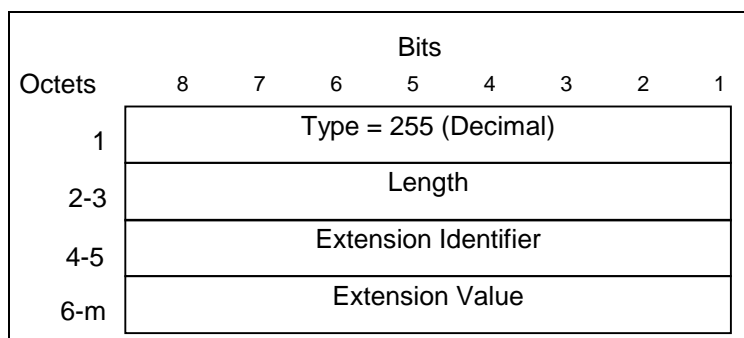 Bits
Octets 8 7 6 5 4 3 2 1
1 Type = 255 (Decimal)
2-3 Length
4-5 Extension Identifier
6-m Extension Value